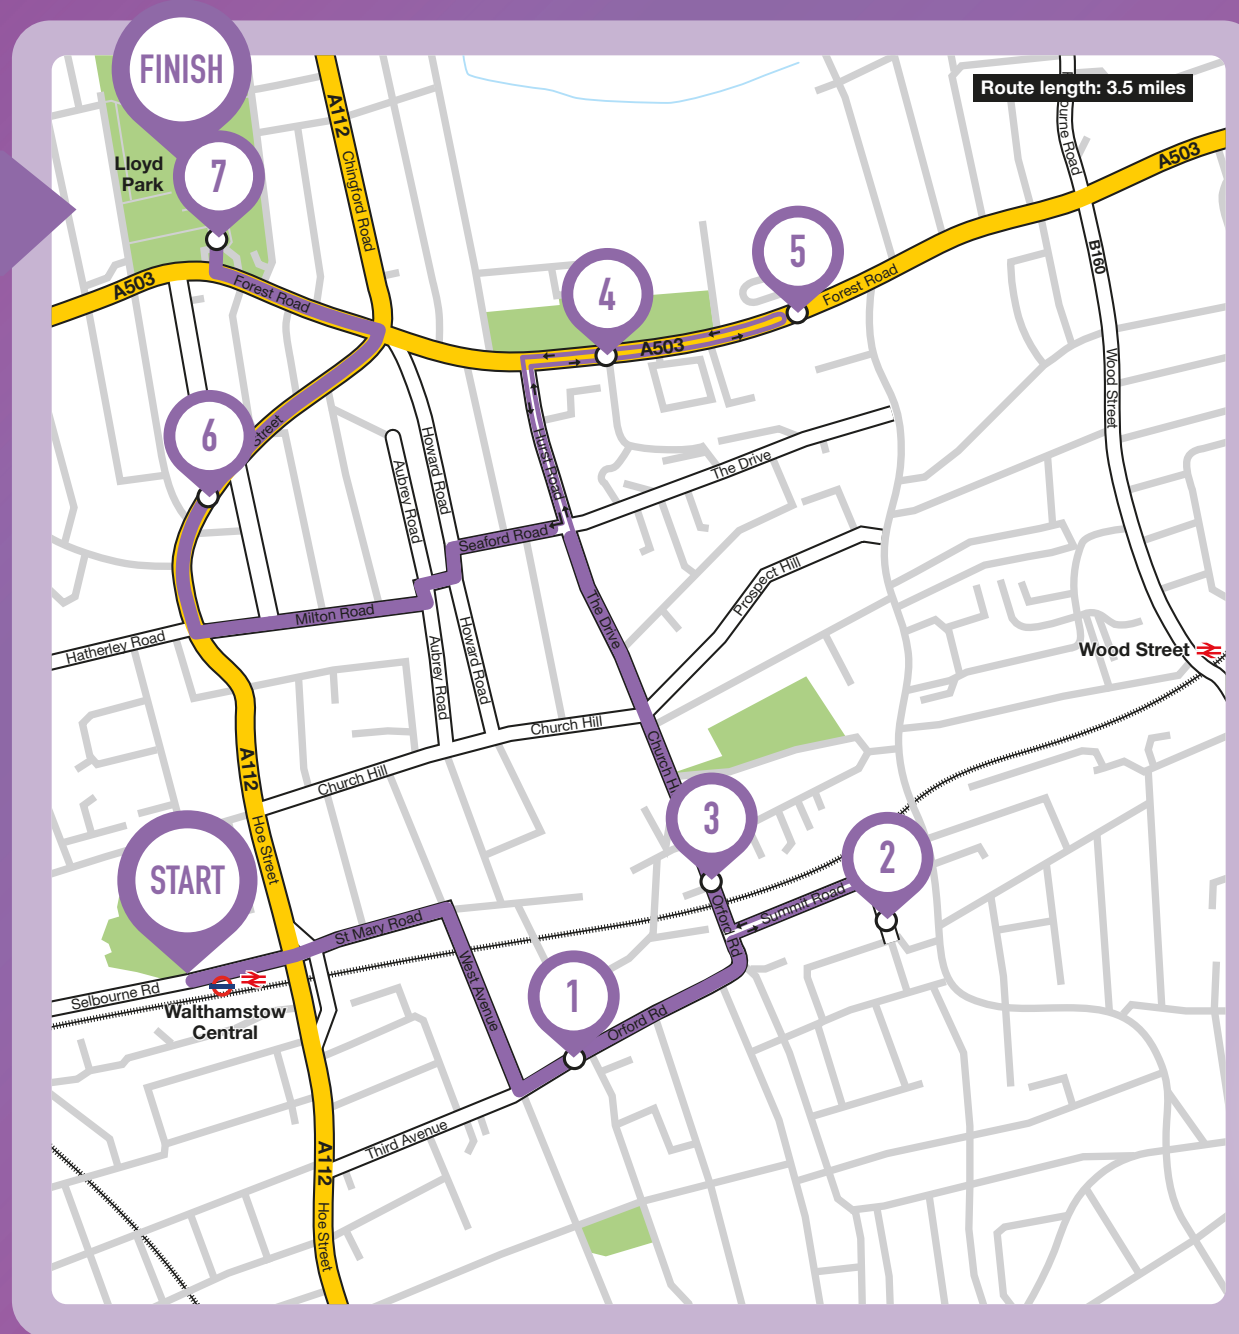 FINISH
Route length: 3.5 miles
A112
Chingford Road
Lloyd
Park
7
A503
B160
5
4
A503
Forest Road
Forest Road
A503
Wood Street
6
Street
Howard Road
Hurst Road
The Drive
Aubrey Road
Seaford Road
Prospect Hill
Milton Road
The Drive
Hatherley Road
Aubrey Road
Howard Road
Wood Street
Church Hill
Church
A112
Church Hill
3
Hoe Street
2
START
Summit Road
Orford Rd
St Mary Road
West Avenue
Selbourne Rd
1
Walthamstow
Central
Orford Rd
Third Avenue
A112
Hoe Street